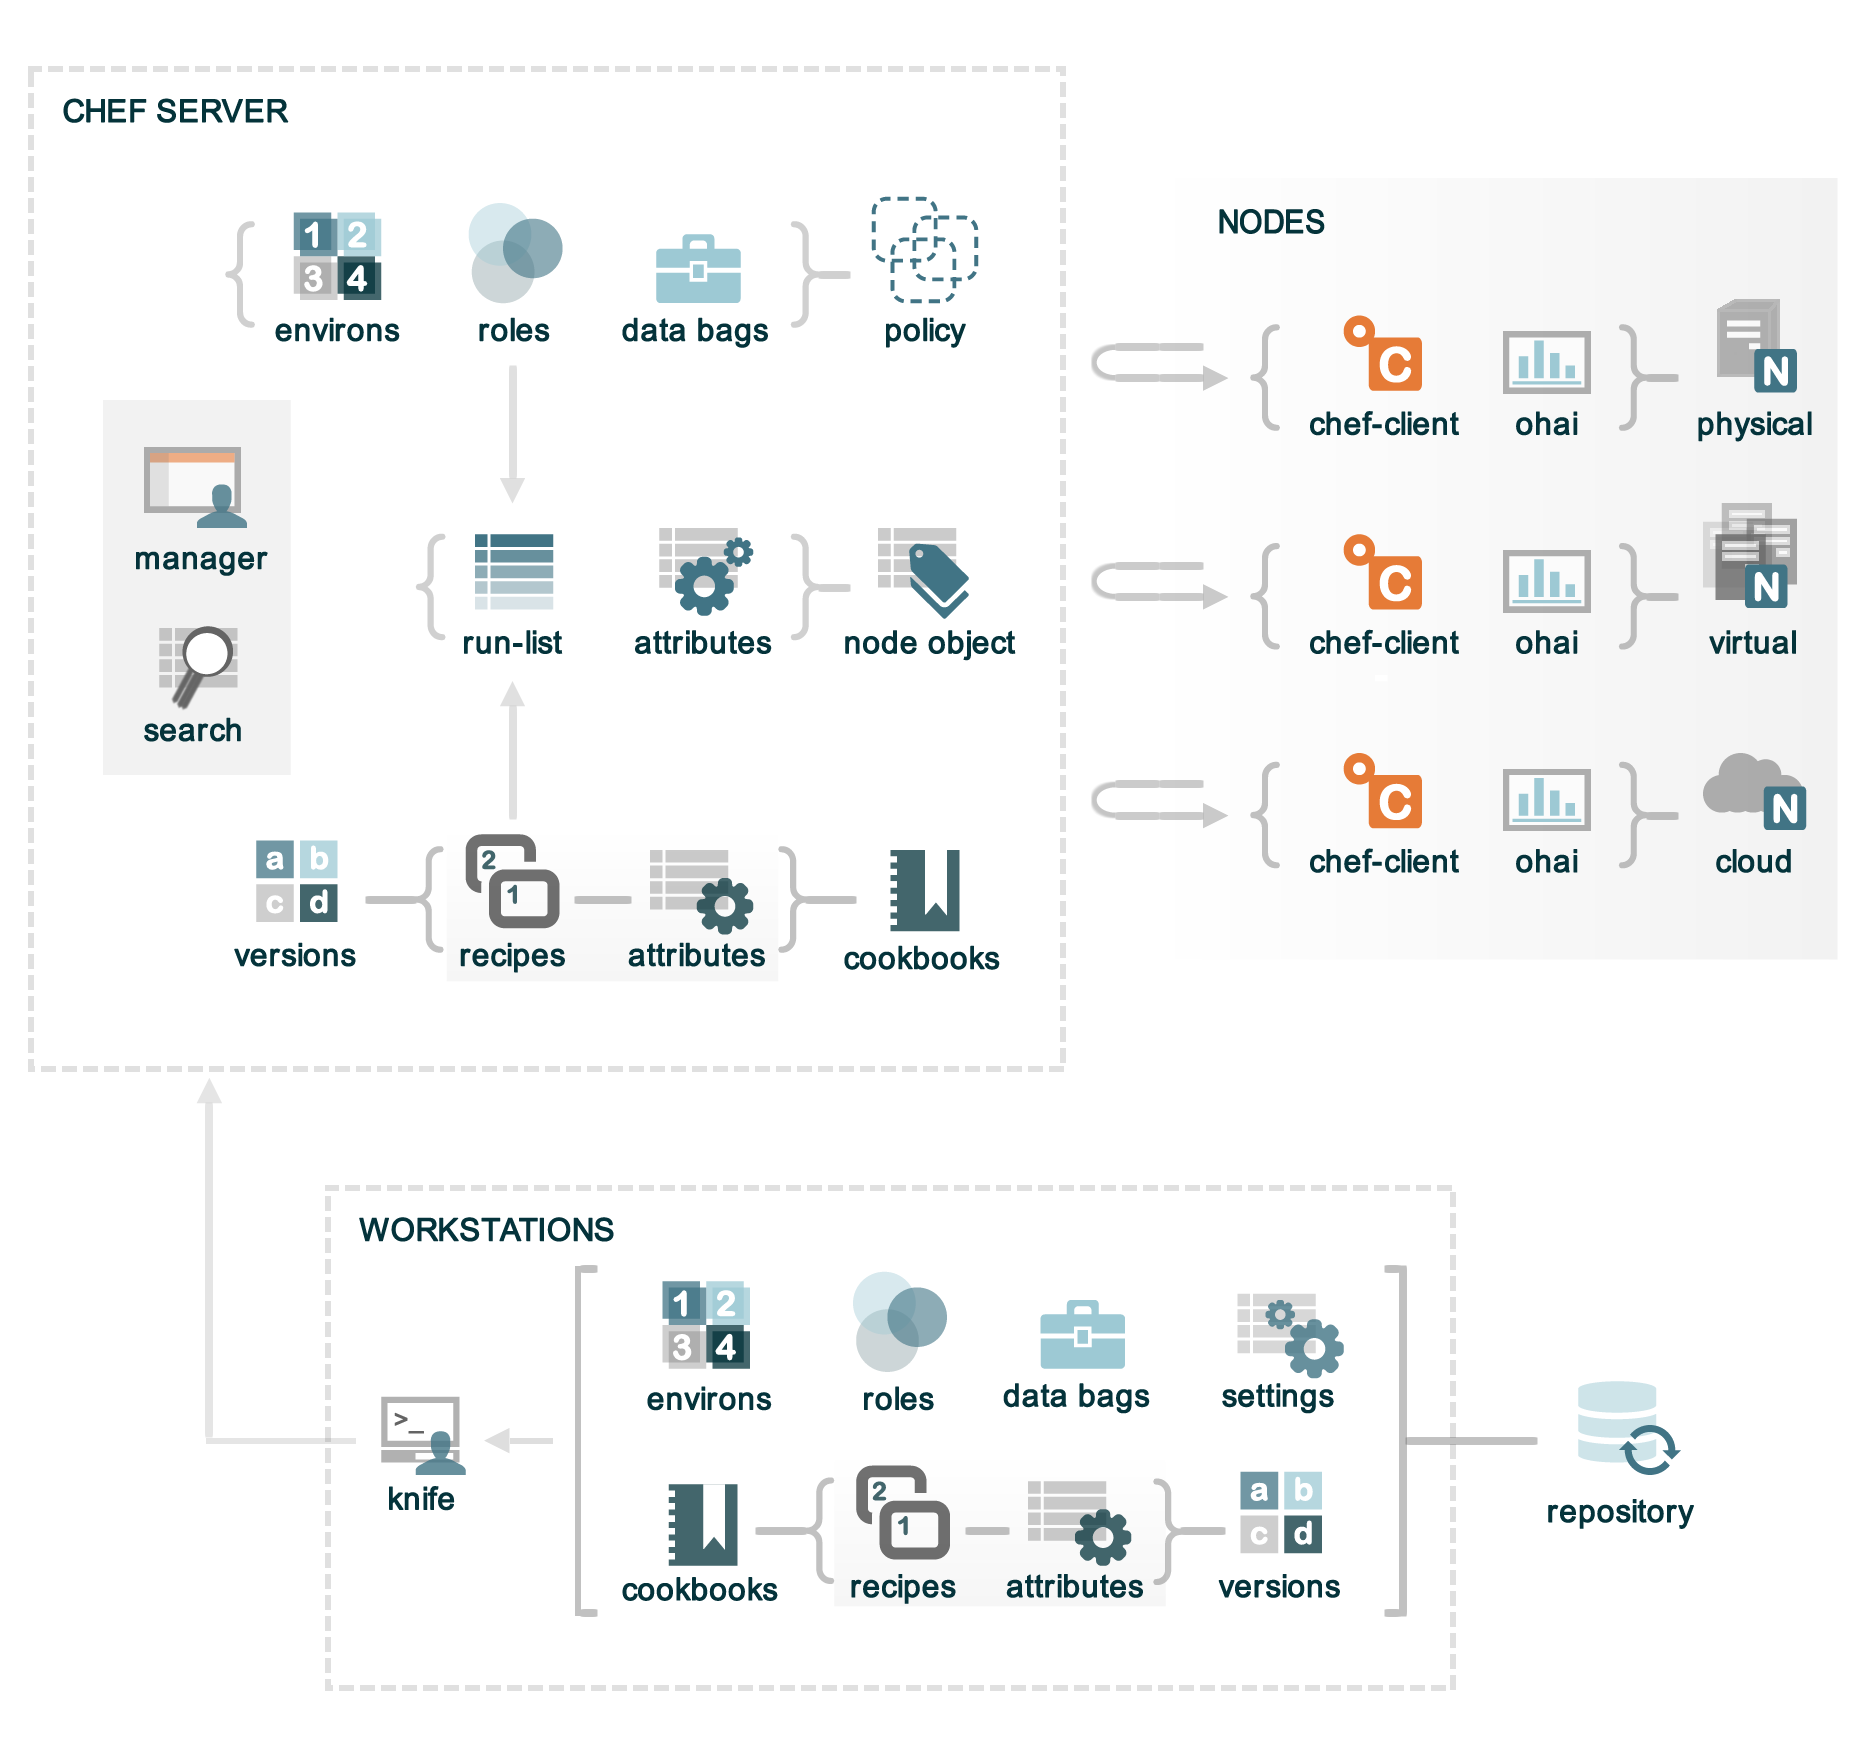 CHEF SERVER
1 2
3 4
environs
roles
data bags
policy
manager
search
run-list
attributes
node object
a b
c d
versions
2
1
recipes
attributes
cookbooks
NODES
C
chef-client
ohai
N
physical
C
chef-client
ohai
N
virtual
C
chef-client
ohai
N
cloud
WORKSTATIONS
1 2
3 4
environs
roles
data bags
settings
>_
knife
cookbooks
2
1
recipes
attributes
a b
c d
versions
repository